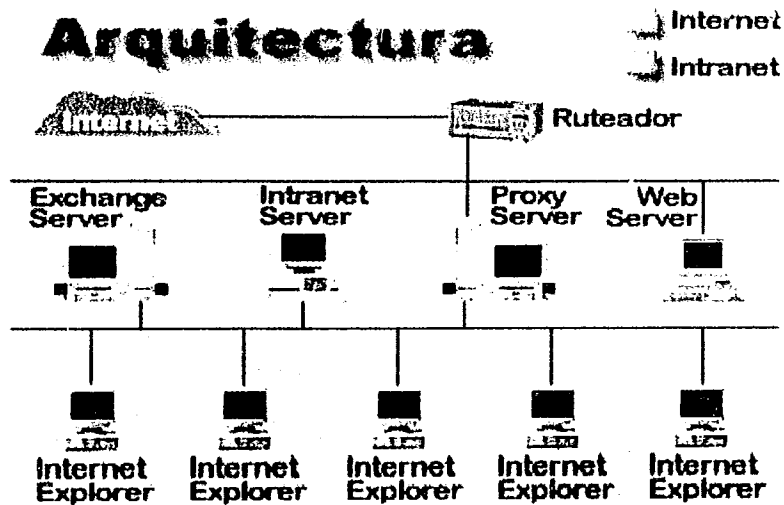 Arquitectura
Internet
Intranet
Internet
Ruteador
Exchange
Server
Intranet
Server
Proxy
Server
Web
Server
Internet
Explorer
Internet
Explorer
Internet
Explorer
Internet
Explorer
Internet
Explorer